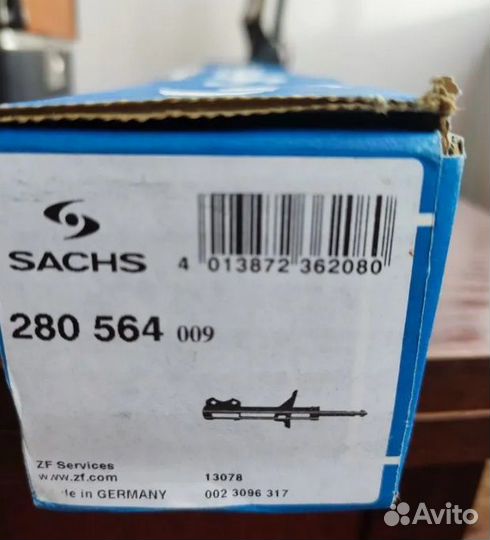 SACHS
4 013872 362080
280 564 009
ZF Services
www.zf.com
13078
de in GERMANY
002 3096 317
Avito